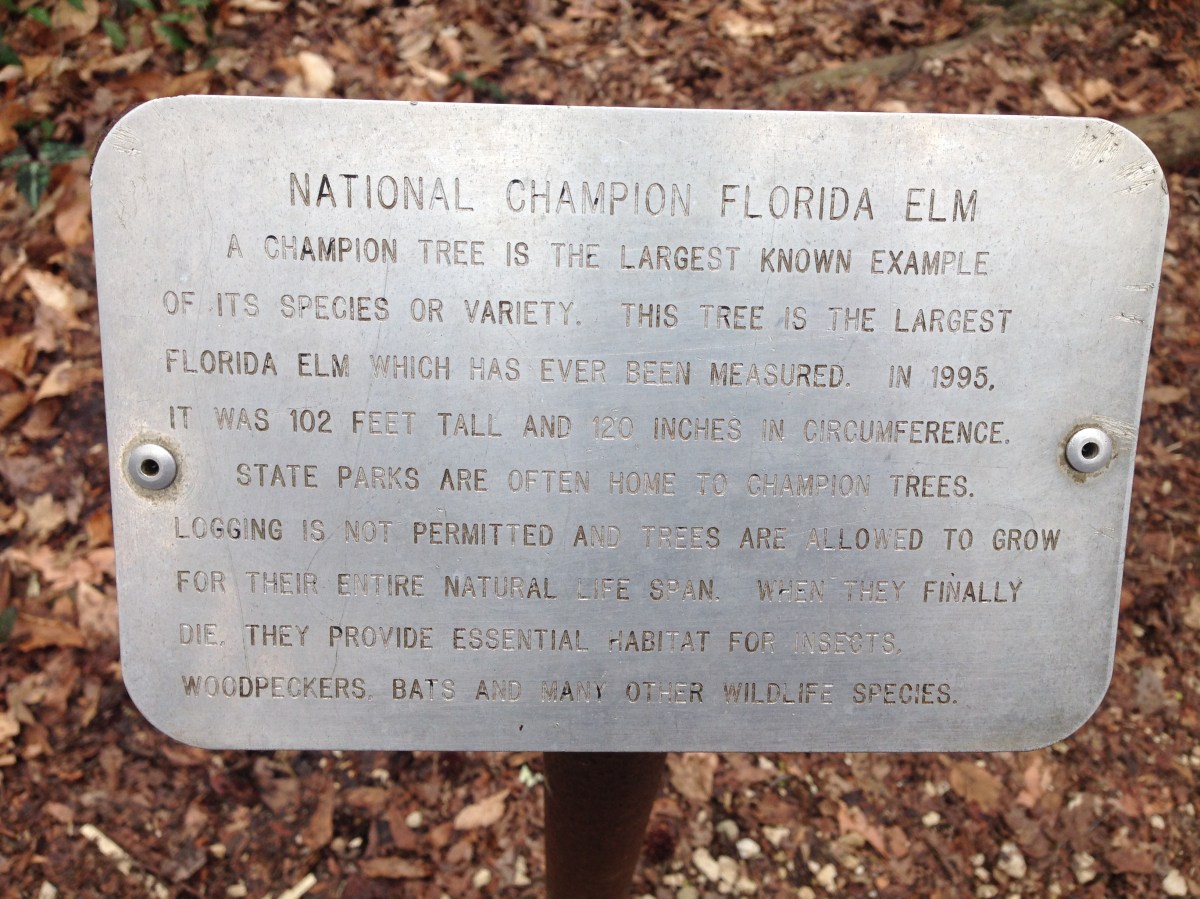 NATIONAL CHAMPION FLORIDA ELM
A CHAMPION TREE IS THE LARGEST KNOWN EXAMPLE
OF ITS SPECIES OR VARIETY. THIS TREE IS THE LARGEST
FLORIDA ELM WHICH HAS EVER BEEN MEASURED. IN 1995,
IT WAS 102 FEET TALL AND 120 INCHES IN CIRCUMFERENCE.
STATE PARKS ARE OFTEN HOME TO CHAMPION TREES.
LOGGING IS NOT PERMITTED AND TREES ARE ALLOWED TO GROW
FOR THEIR ENTIRE NATURAL LIFE SPAN. WHEN THEY FINALLY
DIE, THEY PROVIDE ESSENTIAL HABITAT FOR INSECTS,
WOODPECKERS, BATS AND MANY OTHER WILDLIFE SPECIES.